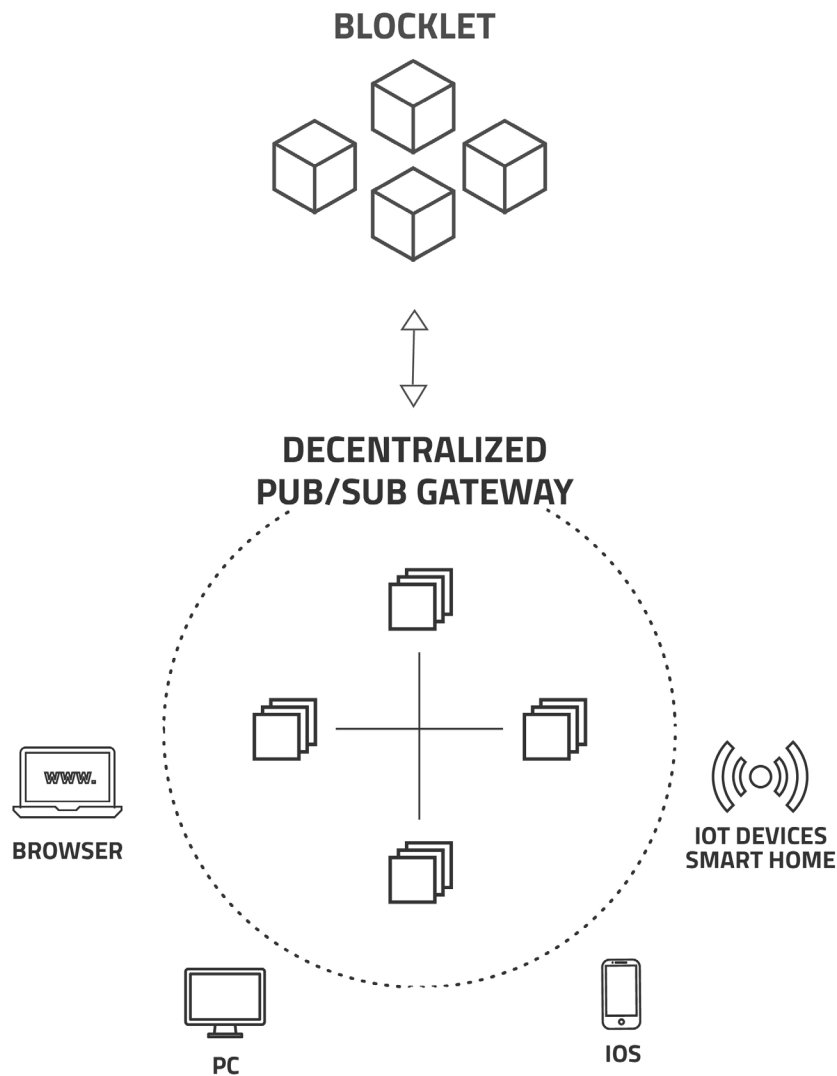 BLOCKLET
DECENTRALIZED
PUB/SUB GATEWAY
WWW.
BROWSER
IOT DEVICES
SMART HOME
PC
IOS